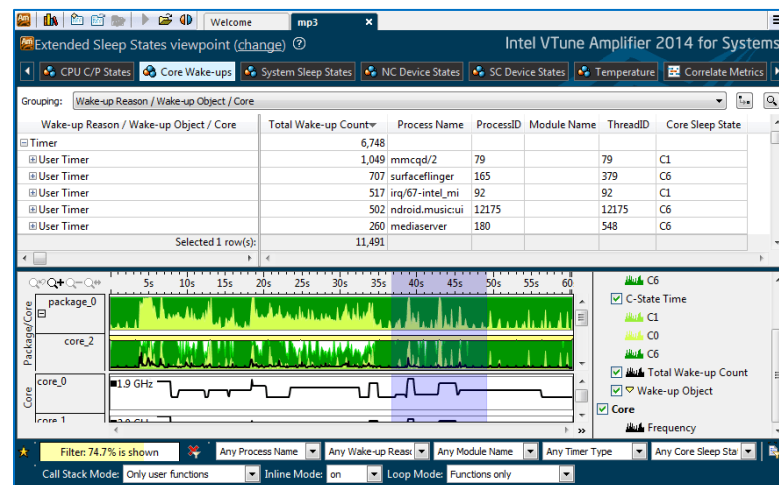 Welcome mp3 ×
Extended Sleep States viewpoint (change) ? Intel VTune Amplifier 2014 for Systems
CPU C/P States Core Wake-ups System Sleep States NC Device States SC Device States Temperature Correlate Metrics
Grouping: Wake-up Reason / Wake-up Object / Core
Wake-up Reason / Wake-up Object / Core Total Wake-up Count Process Name ProcessID Module Name ThreadID Core Sleep State
Timer 6,748
User Timer 1,049 mmcqd/2 79 79 C1
User Timer 707 surfaceflinger 165 379 C6
User Timer 517 irq/67-intel_mi 92 92 C1
User Timer 502 ndroid.music:ui 12175 12175 C6
User Timer 260 mediaserver 180 548 C6
Selected 1 row(s): 11,491
5s 10s 15s 20s 25s 30s 35s 40s 45s 50s 55s 60
Package/Core
package_0
core_2
Core
core_0 1.9 GHz
core_1
C6
C-State Time
C1
C0
C6
Total Wake-up Count
Wake-up Object
Core
Frequency
Filter: 74.7% is shown Any Process Name Any Wake-up Reasc Any Module Name Any Timer Type Any Core Sleep Sta
Call Stack Mode: Only user functions Inline Mode: on Loop Mode: Functions only